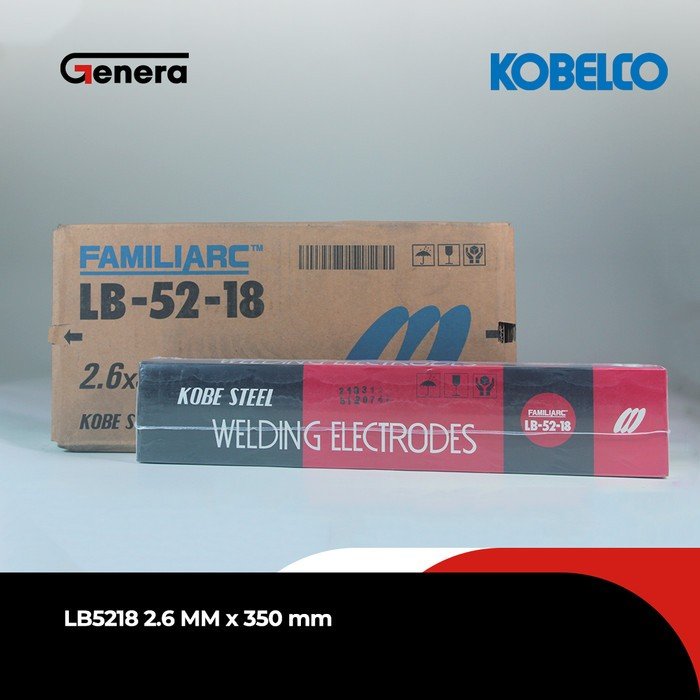 Genera
KOBELCO
FAMILIARC™
LB-52-18
2.6x
KOBE S
KOBE STEEL
WELDING ELECTRODES
FAMILIARC
LB-52-18
LB5218 2.6 MM x 350 mm